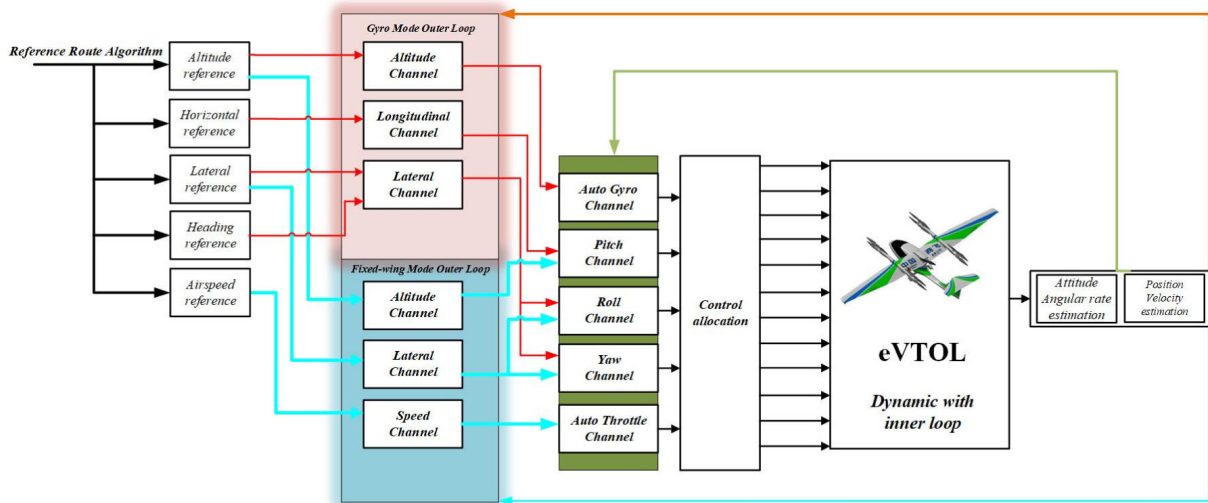 Reference Route Algorithm
Altitude
reference
Horizontal
reference
Lateral
reference
Heading
reference
Airspeed
reference
Gyro Mode Outer Loop
Altitude
Channel
Longitudinal
Channel
Lateral
Channel
Fixed-wing Mode Outer Loop
Altitude
Channel
Lateral
Channel
Speed
Channel
Auto Gyro
Channel
Pitch
Channel
Roll
Channel
Yaw
Channel
Auto Throttle
Channel
Control
allocation
eVTOL
Dynamic with
inner loop
Attitude
Angular rate
estimation
Position
Velocity
estimation